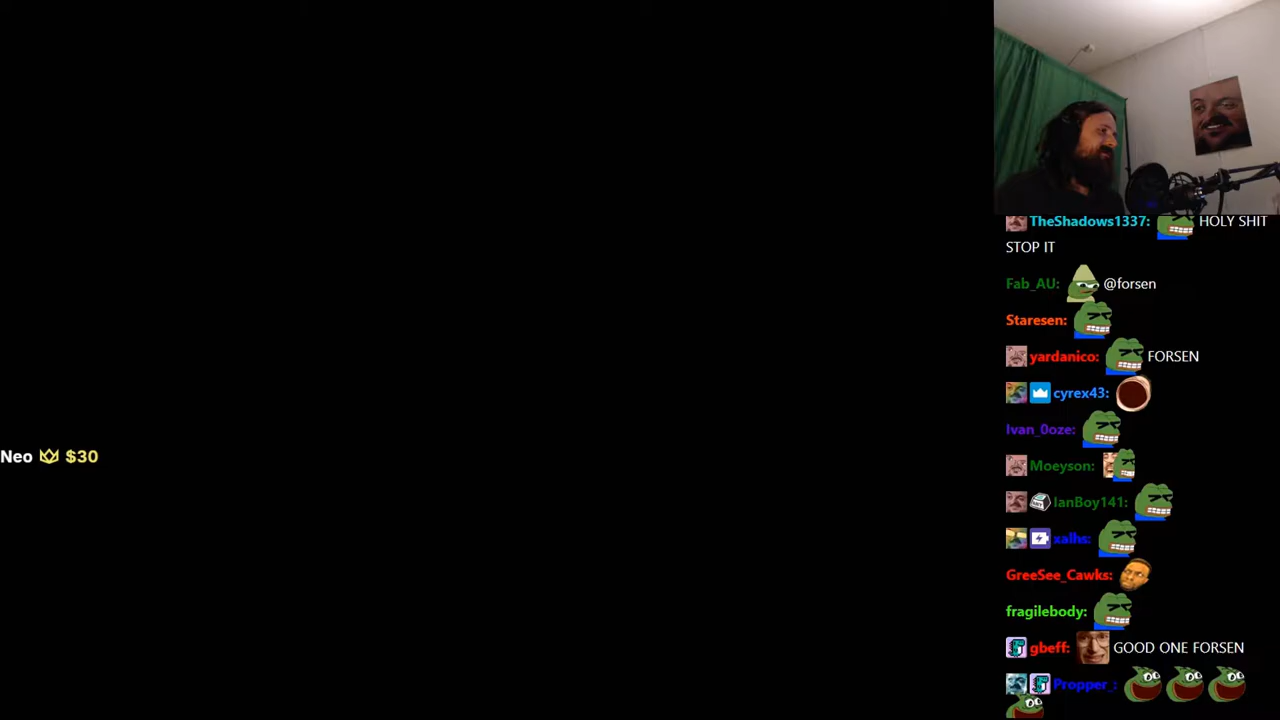 TheShadows1337: HOLY SHIT
STOP IT
Fab_AU: @forsen
Staresen:
yardanico: FORSEN
cyrex43:
Neo $30
Ivan_0oze:
Moeyson:
IanBoy141:
xalhs:
GreeSee_Cawks:
fragilebody:
gbeff: GOOD ONE FORSEN
Propper_: